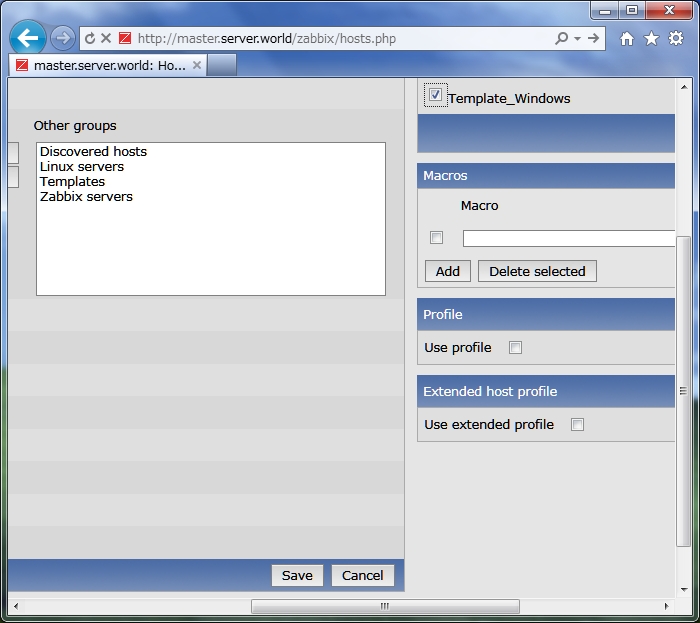 http://master.server.world/zabbix/hosts.php
master.server.world: Ho...
Other groups
Discovered hosts
Linux servers
Templates
Zabbix servers
Template_Windows
Macros
Macro
Add
Delete selected
Profile
Use profile
Extended host profile
Use extended profile
Save
Cancel